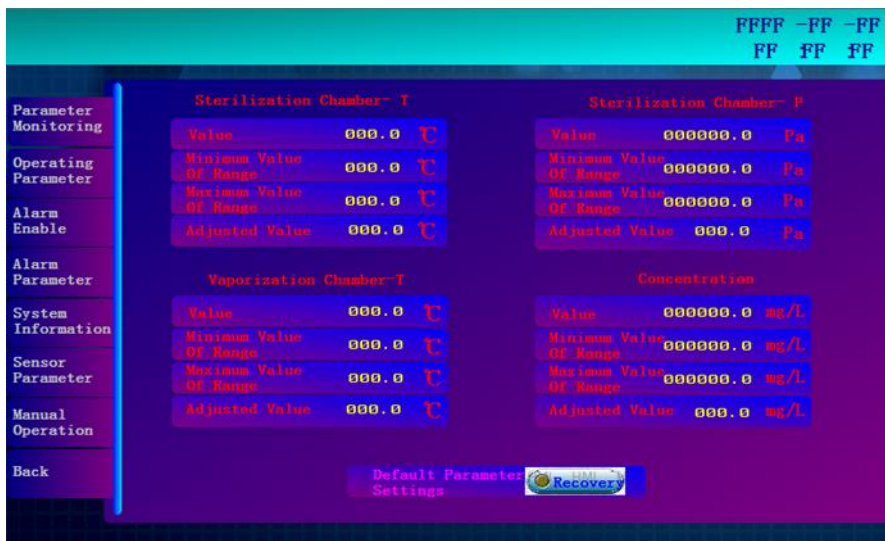 FFFF -FF -FF
FF FF FF
Parameter
Monitoring
Operating
Parameter
Alarm
Enable
Alarm
Parameter
System
Information
Sensor
Parameter
Manual
Operation
Back
Sterilization Chamber- T
Value 000.0 ℃
Minimum Value
Of Range 000.0 ℃
Maximum Value
Of Range 000.0 ℃
Adjusted Value 000.0 ℃
Sterilization Chamber- P
Value 000000.0 Pa
Minimum Value
Of Range 000000.0 Pa
Maximum Value
Of Range 000000.0 Pa
Adjusted Value 000.0 Pa
Vaporization Chamber-T
Value 000.0 ℃
Minimum Value
Of Range 000.0 ℃
Maximum Value
Of Range 000.0 ℃
Adjusted Value 000.0 ℃
Concentration
Value 000000.0 mg/L
Minimum Value
Of Range 000000.0 mg/L
Maximum Value
Of Range 000000.0 mg/L
Adjusted Value 000.0 mg/L
Default Parameter
Settings
Recovery